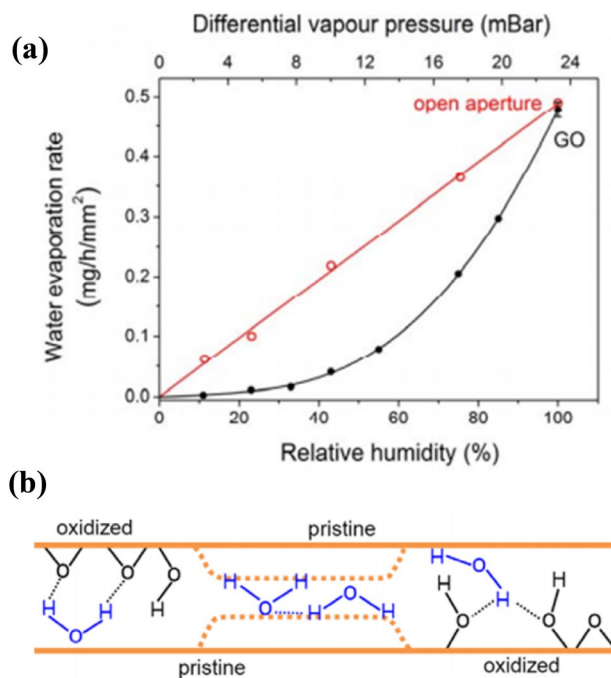 (a)
Differential vapour pressure (mBar)
0 4 8 12 16 20 24
0.5
0.4
0.3
0.2
0.1
0.0
Water evaporation rate
(mg/h/mm²)
open aperture
GO
0 20 40 60 80 100
Relative humidity (%)
(b)
oxidized pristine
O O O H H O H
H H H O H H O H H H O H O O
pristine oxidized